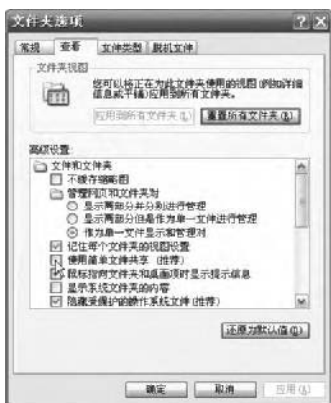 文件夹选项
常规 查看 文件类型 脱机文件
文件夹视图
您可以将正在为此文件夹使用的视图(例如详细
信息或平铺)应用到所有文件夹。
应用到所有文件夹(L) 重置所有文件夹(R)
高级设置:
文件和文件夹
不缓存缩略图
管理网页和文件夹对
显示两部分并分别进行管理
显示两部分但是作为单一文件进行管理
作为单一文件显示和管理对
记住每个文件夹的视图设置
使用简单文件共享(推荐)
鼠标指向文件夹和桌面项时显示提示信息
显示系统文件夹的内容
隐藏受保护的操作系统文件(推荐)
还原为默认值(D)
确定 取消 应用(A)